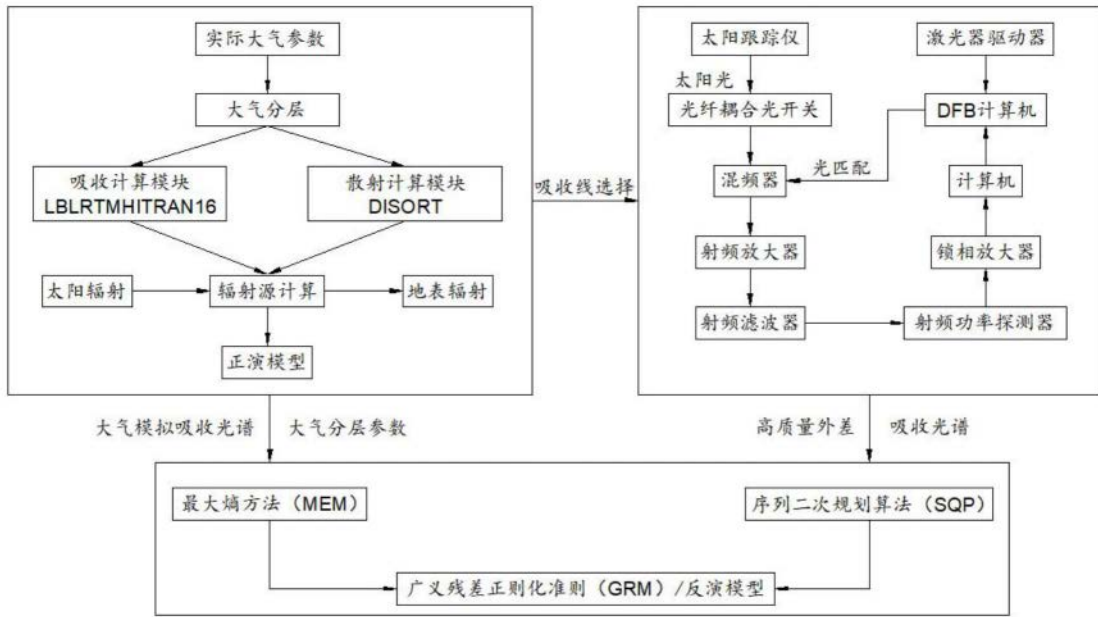 实际大气参数
大气分层
吸收计算模块
LBLRTMHITRAN16
散射计算模块
DISORT
太阳辐射
辐射源计算
地表辐射
正演模型
吸收线选择
太阳跟踪仪
激光器驱动器
太阳光
光纤耦合光开关
DFB计算机
光匹配
混频器
计算机
射频放大器
锁相放大器
射频滤波器
射频功率探测器
大气模拟吸收光谱
大气分层参数
高质量外差
吸收光谱
最大熵方法（MEM）
序列二次规划算法（SQP）
广义残差正则化准则（GRM）/反演模型